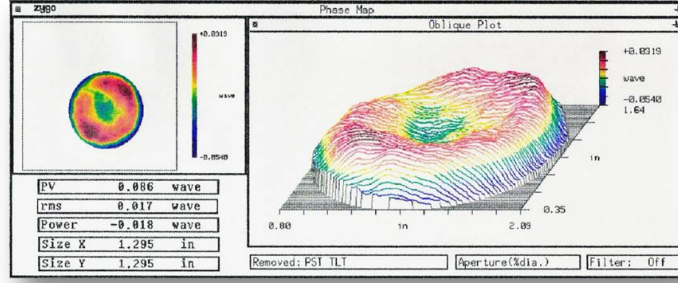 zygo
Phase Map
+0.0319
wave
-0.0540
PV 0.086 wave
rms 0.017 wave
Power -0.018 wave
Size X 1.295 in
Size Y 1.295 in
Oblique Plot
+0.0319
wave
-0.0540
1.64
in
0.35
0.80 in 2.09
Removed: PST TLT
Aperture(%dia.)
Filter: Off